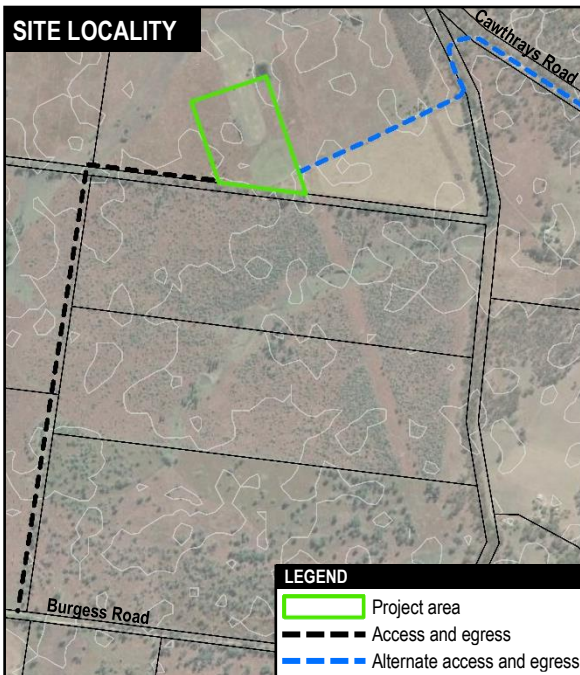 SITE LOCALITY
Cawthrays Road
Burgess Road
LEGEND
Project area
Access and egress
Alternate access and egress